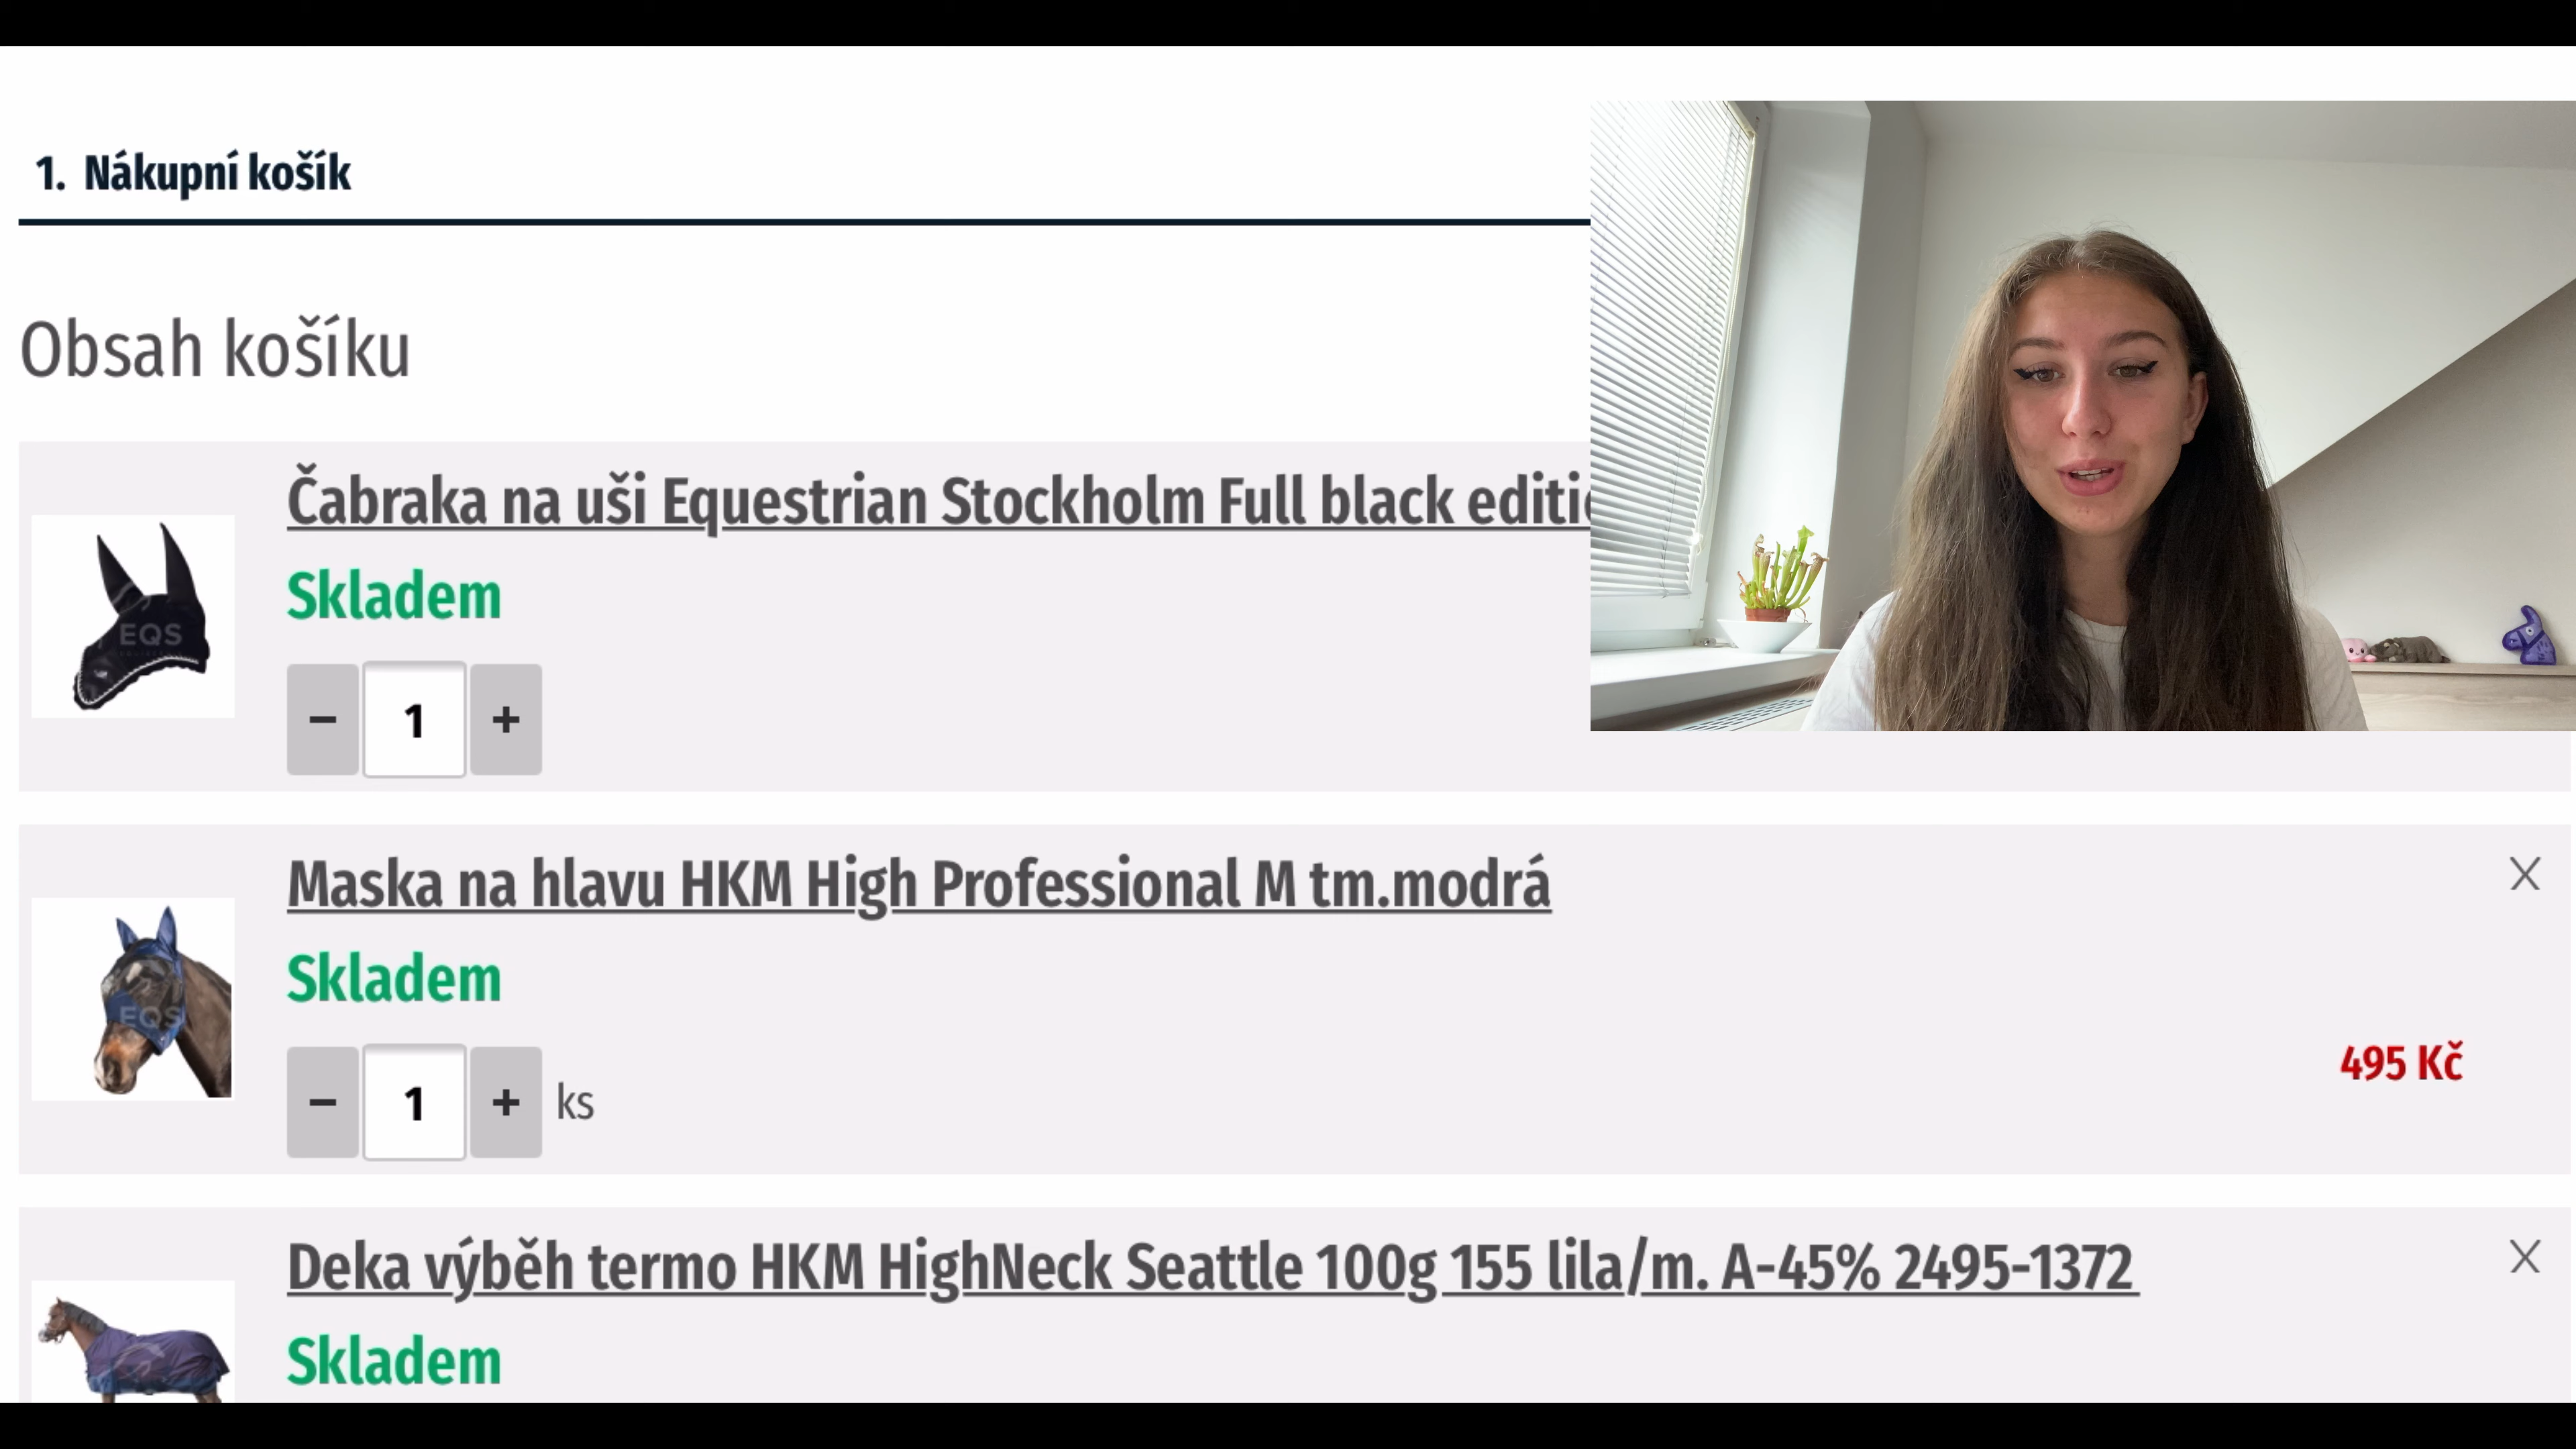 1. Nákupní košík
Obsah košíku
Čabraka na uši Equestrian Stockholm Full black
Skladem
EQS
− 1 +
Maska na hlavu HKM High Professional M tm.modrá
X
Skladem
EQS
− 1 + ks
495 Kč
Deka výběh termo HKM HighNeck Seattle 100g 155 lila/m. A-45% 2495-1372
X
Skladem